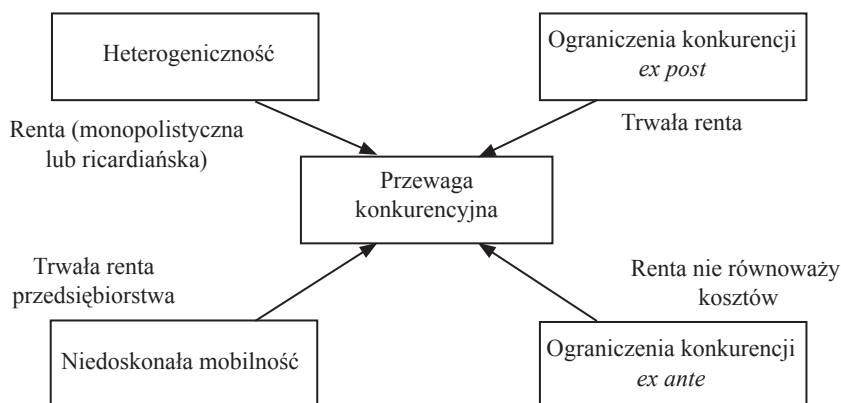 Heterogeniczność
Ograniczenia konkurencji
ex post
Renta (monopolistyczna
lub ricardiańska)
Trwała renta
Przewaga
konkurencyjna
Trwała renta
przedsiębiorstwa
Renta nie równoważy
kosztów
Niedoskonała mobilność
Ograniczenia konkurencji
ex ante